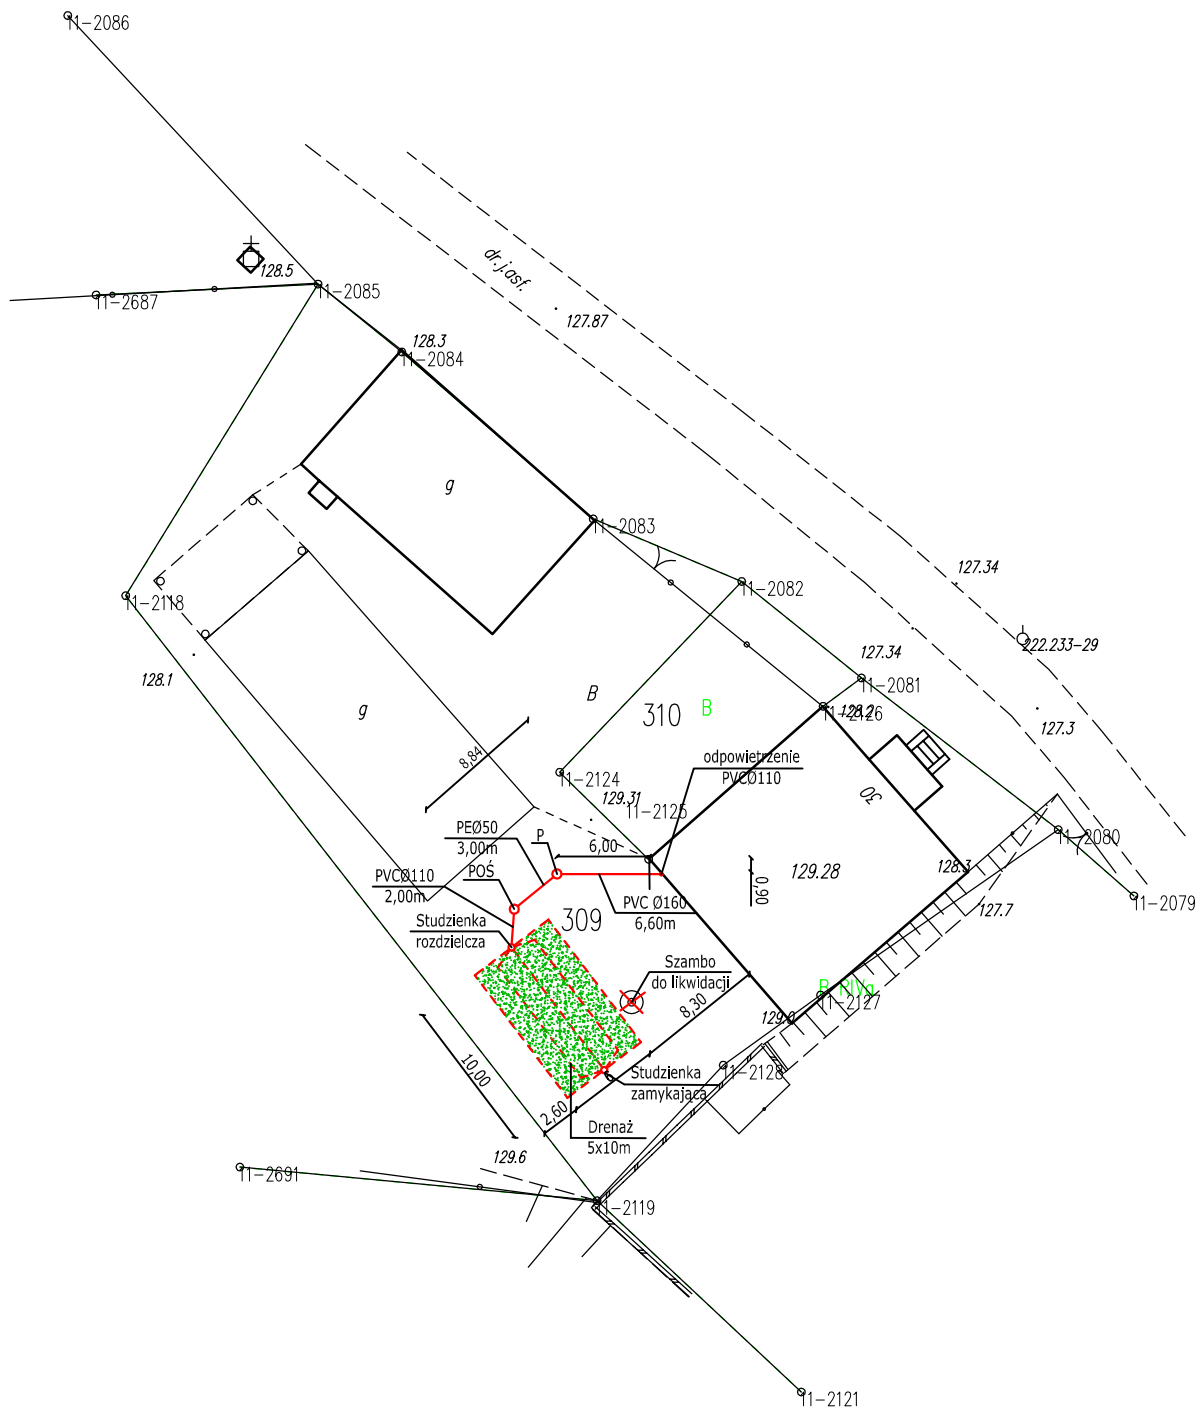 11-2086
128.5
11-2687
11-2085
dr. j.asf.
127.87
128.3
11-2084
g
11-2083
127.34
11-2082
11-2118
222.233-29
127.34
128.1
11-2081
B
310
B
g
128.2
11-2126
127.3
8,84
odpowietrzenie
PVCØ110
11-2124
30
129.31
11-2125
PEØ50
3,00m
P
6,00
11-2080
128.3
129.28
PVCØ110
2,00m
POŚ
0,90
PVC Ø160
6,60m
127.7
11-2079
Studzienka
rozdzielcza
309
Szambo
do likwidacji
B RIVb
11-2127
8,30
129.0
10,00
Studzienka
zamykająca
11-2128
2,60
Drenaż
5x10m
129.6
11-2691
11-2119
11-2121